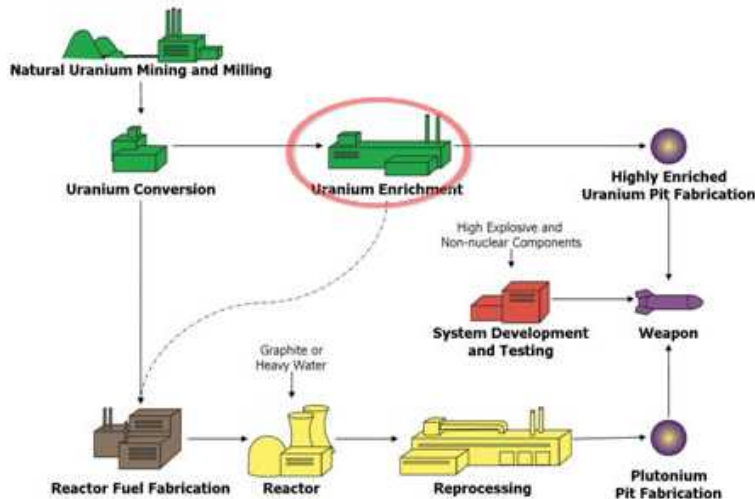 Natural Uranium Mining and Milling
Uranium Conversion
Uranium Enrichment
Highly Enriched
Uranium Pit Fabrication
High Explosive and
Non-nuclear Components
System Development
and Testing
Weapon
Graphite or
Heavy Water
Reactor Fuel Fabrication
Reactor
Reprocessing
Plutonium
Pit Fabrication